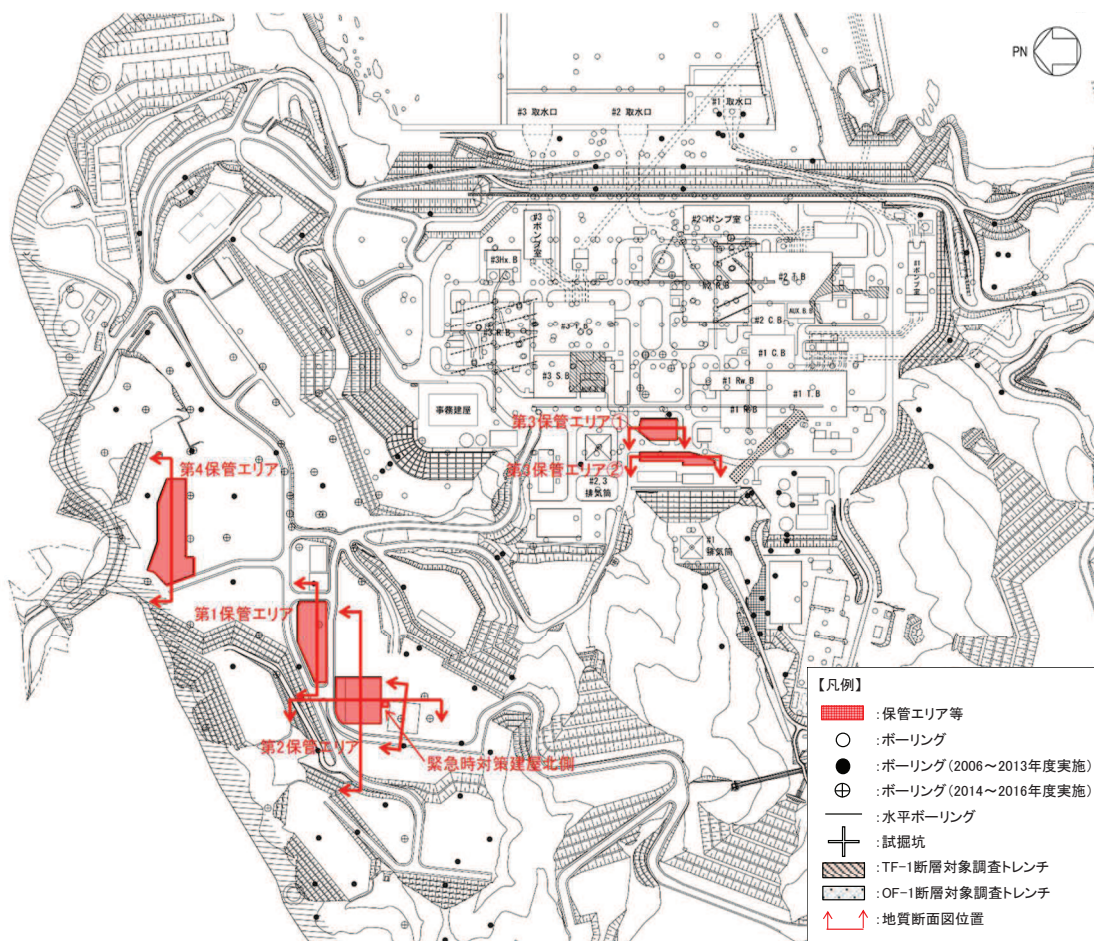 PN
#3 取水口
#2 取水口
#1 取水口
#3
ポンプ室
#2 ポンプ室
#1
ポンプ室
#3Hx.B
#2 R.B
#2 T.B
#3 R.B
#3 T.B
AUX.B
#2 C.B
#1 C.B
#3 S.B
#1 Rw.B
#1 T.B
#1 R.B
事務建屋
第3保管エリア①
第3保管エリア②
#2,3
排気筒
#1
排気筒
第4保管エリア
第1保管エリア
第2保管エリア
緊急時対策建屋北側
【凡例】
:保管エリア等
:ボーリング
:ボーリング(2006～2013年度実施)
:ボーリング(2014～2016年度実施)
:水平ボーリング
:試掘坑
:TF-1断層対象調査トレンチ
:OF-1断層対象調査トレンチ
:地質断面図位置